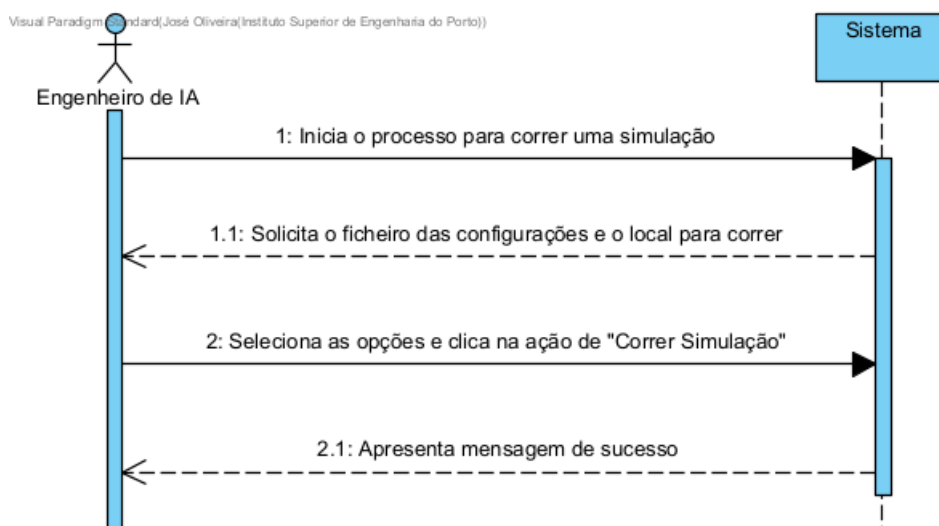 Visual Paradigm Standard(José Oliveira(Instituto Superior de Engenharia do Porto))
Sistema
Engenheiro de IA
1: Inicia o processo para correr uma simulação
1.1: Solicita o ficheiro das configurações e o local para correr
2: Seleciona as opções e clica na ação de "Correr Simulação"
2.1: Apresenta mensagem de sucesso